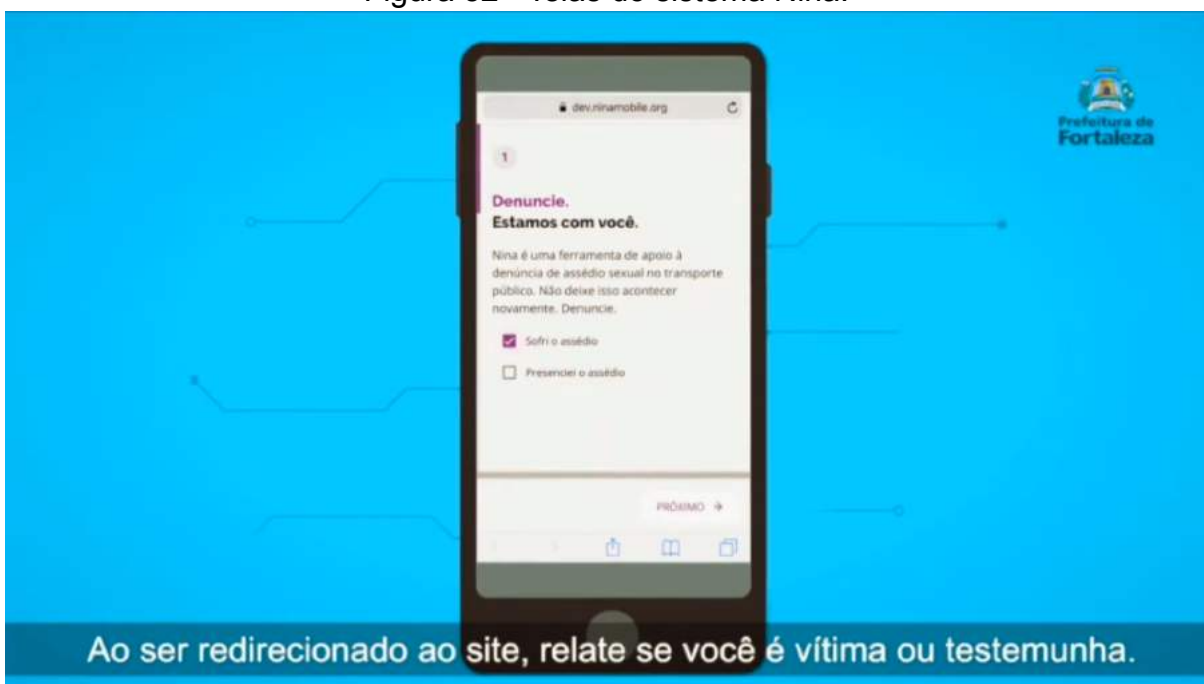 dev.ninamobile.org
Prefeitura de
Fortaleza
1
Denuncie.
Estamos com você.
Nina é uma ferramenta de apoio à
denúncia de assédio sexual no transporte
público. Não deixe isso acontecer
novamente. Denuncie.
Sofri o assédio
Presenciei o assédio
PRÓXIMO →
Ao ser redirecionado ao site, relate se você é vítima ou testemunha.